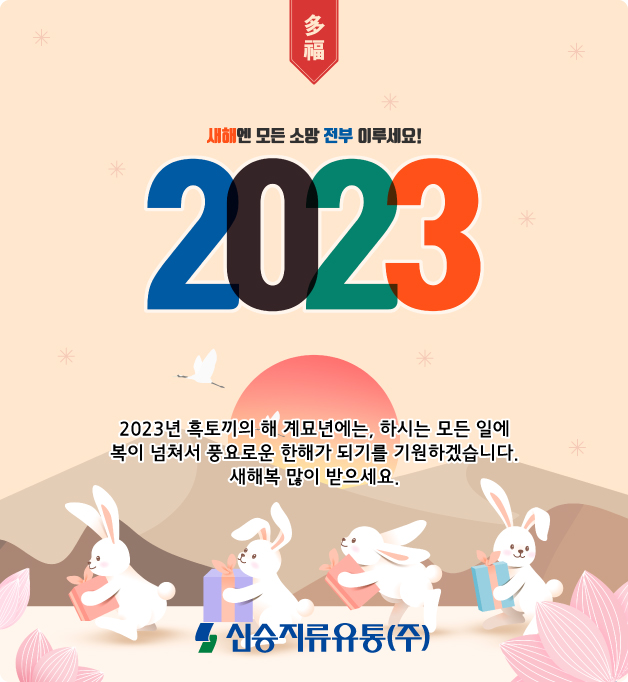 多
福
새해엔 모든 소망 전부 이루세요!
2023
2023년 흑토끼의 해 계묘년에는, 하시는 모든 일에
복이 넘쳐서 풍요로운 한해가 되기를 기원하겠습니다.
새해복 많이 받으세요.
신승지류유통(주)